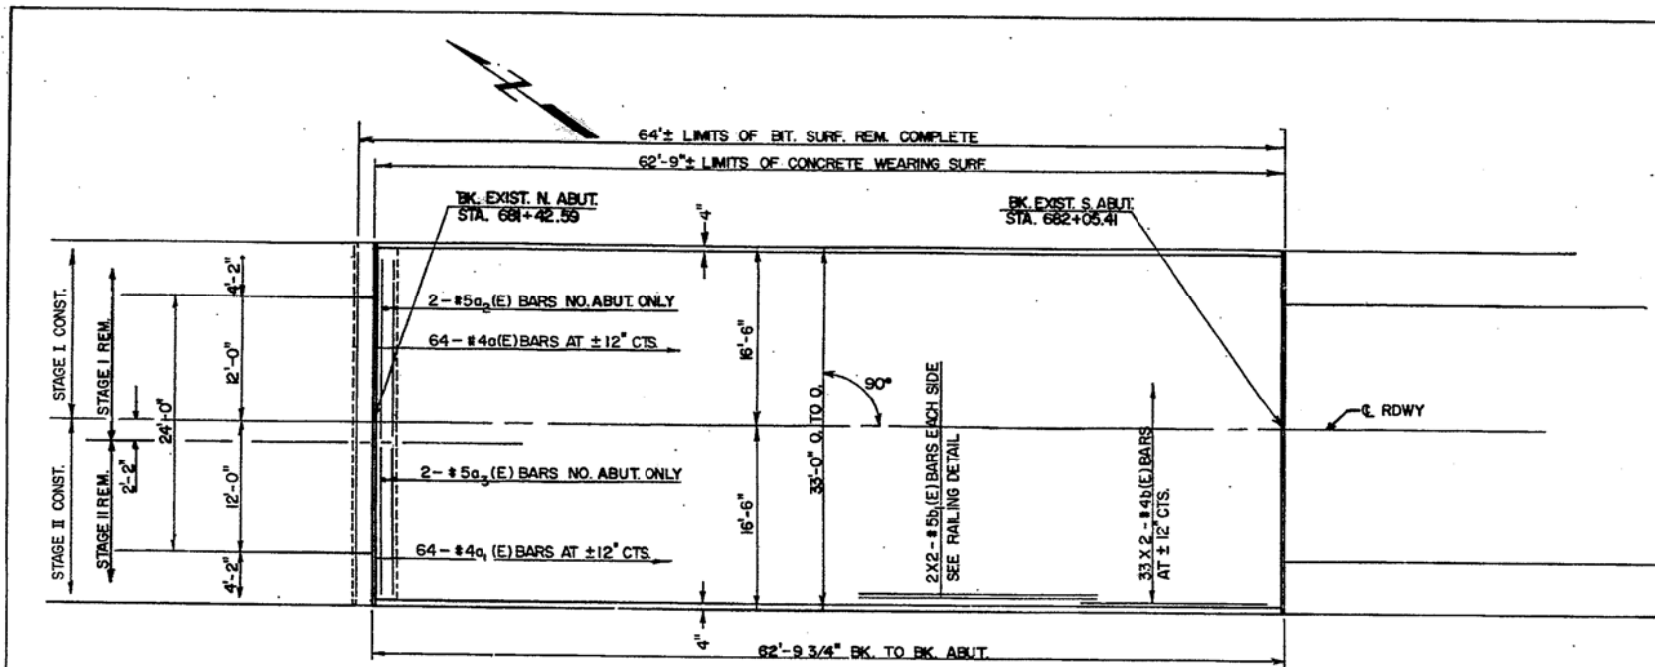 64'± LIMITS OF BIT. SURF. REM. COMPLETE
62'-9"± LIMITS OF CONCRETE WEARING SURF.
BK. EXIST. N. ABUT.
STA. 681+42.59
BK. EXIST. S. ABUT.
STA. 682+05.41
4"
STAGE I CONST.
STAGE I REM.
4'-2"
12'-0"
24'-0"
2'-2"
12'-0"
4'-2"
STAGE II CONST.
STAGE II REM.
2-#5a2(E) BARS NO. ABUT. ONLY
64-#4a(E) BARS AT ±12" CTS.
2-#5a3(E) BARS NO. ABUT. ONLY
64-#4a1(E) BARS AT ±12" CTS.
16'-6"
16'-6"
33'-0" O. TO O.
90°
2X2-#5b1(E) BARS EACH SIDE
SEE RAILING DETAIL
33 X 2-#4b(E) BARS
AT ±12" CTS.
℄ RDWY
4"
62'-9 3/4" BK. TO BK. ABUT.